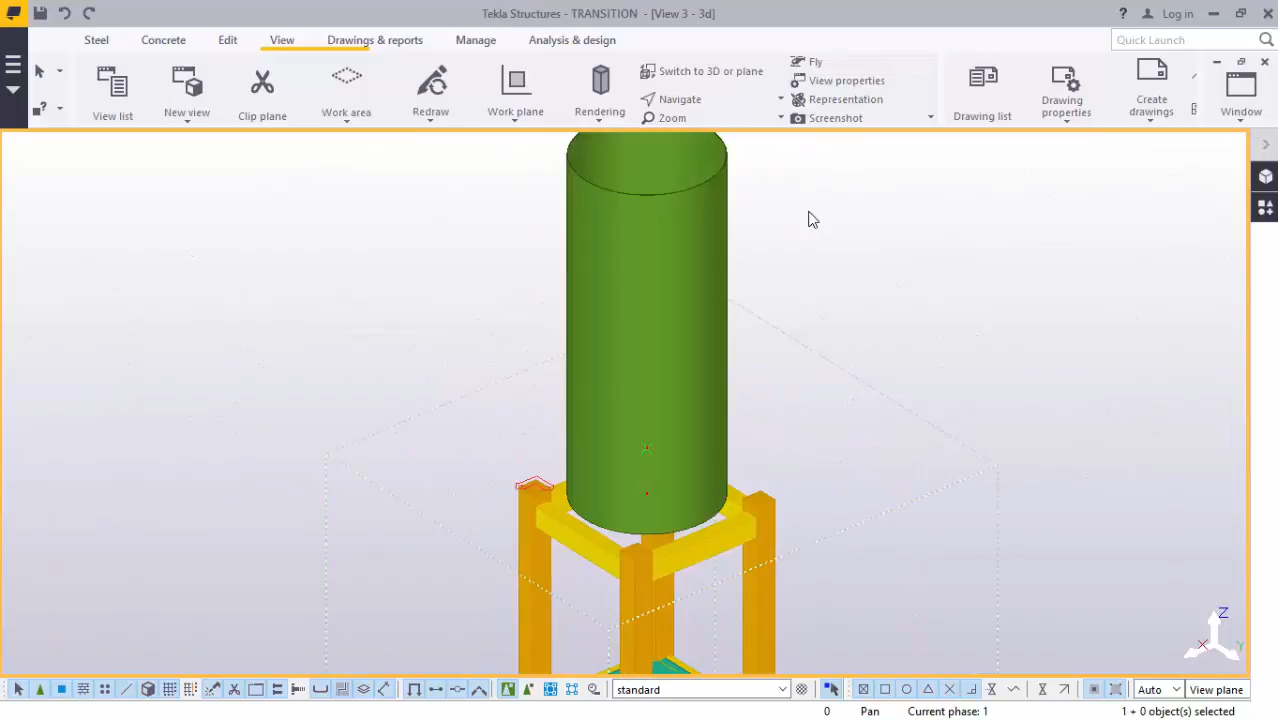 Tekla Structures - TRANSITION - [View 3 - 3d]
? Log in
Steel Concrete Edit View Drawings & reports Manage Analysis & design
Quick Launch
View list
New view
Clip plane
Work area
Redraw
Work plane
Rendering
Switch to 3D or plane
Navigate
Zoom
Fly
View properties
Representation
Screenshot
Drawing list
Drawing
properties
Create
drawings
Window
Z
X
Y
standard
Auto
View plane
0 Pan Current phase: 1 1 + 0 object(s) selected